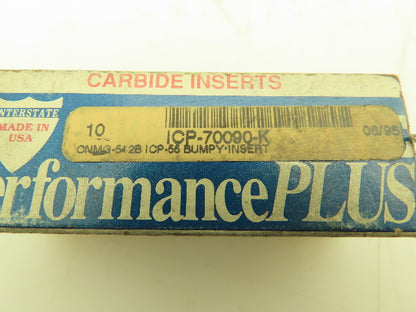 CARBIDE INSERTS
INTERSTATE
MADE IN
USA
10
ICP-70090-K
06/95
CNMG-542B ICP-55 BUMPY INSERT
erformancePLUS